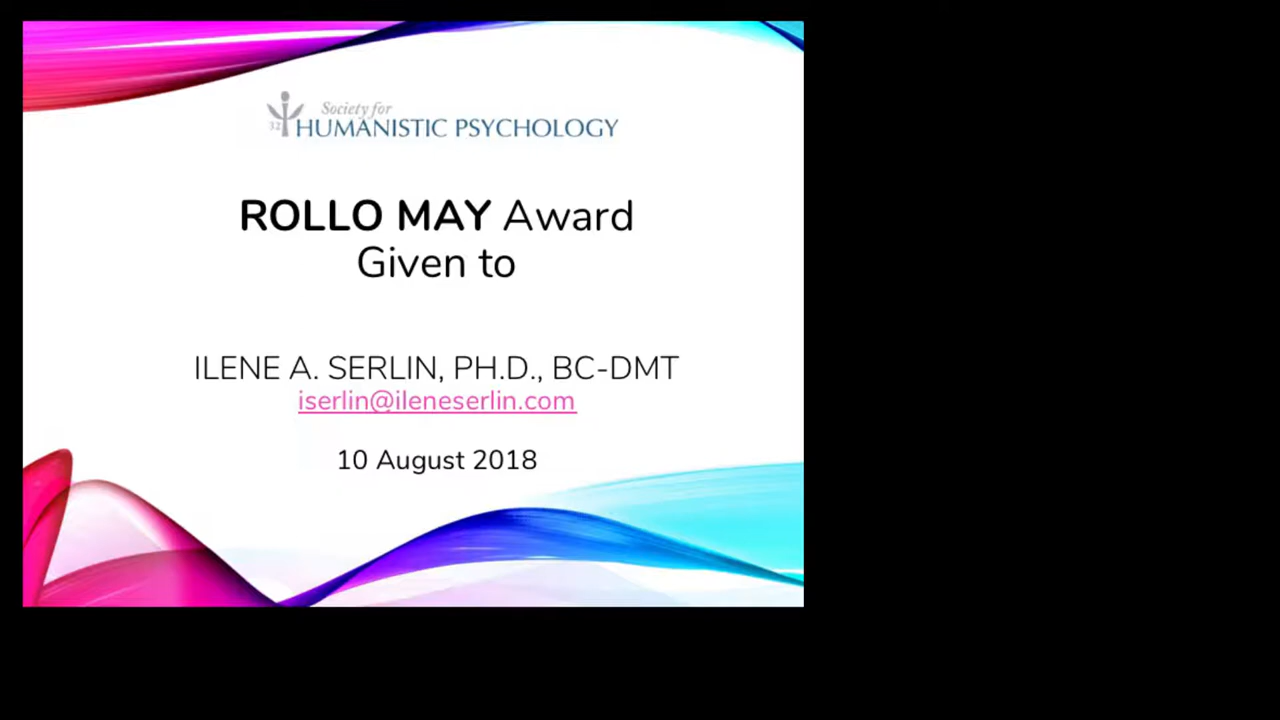 Society for
32 HUMANISTIC PSYCHOLOGY
ROLLO MAY Award
Given to
ILENE A. SERLIN, PH.D., BC-DMT
iserlin@ileneserlin.com
10 August 2018